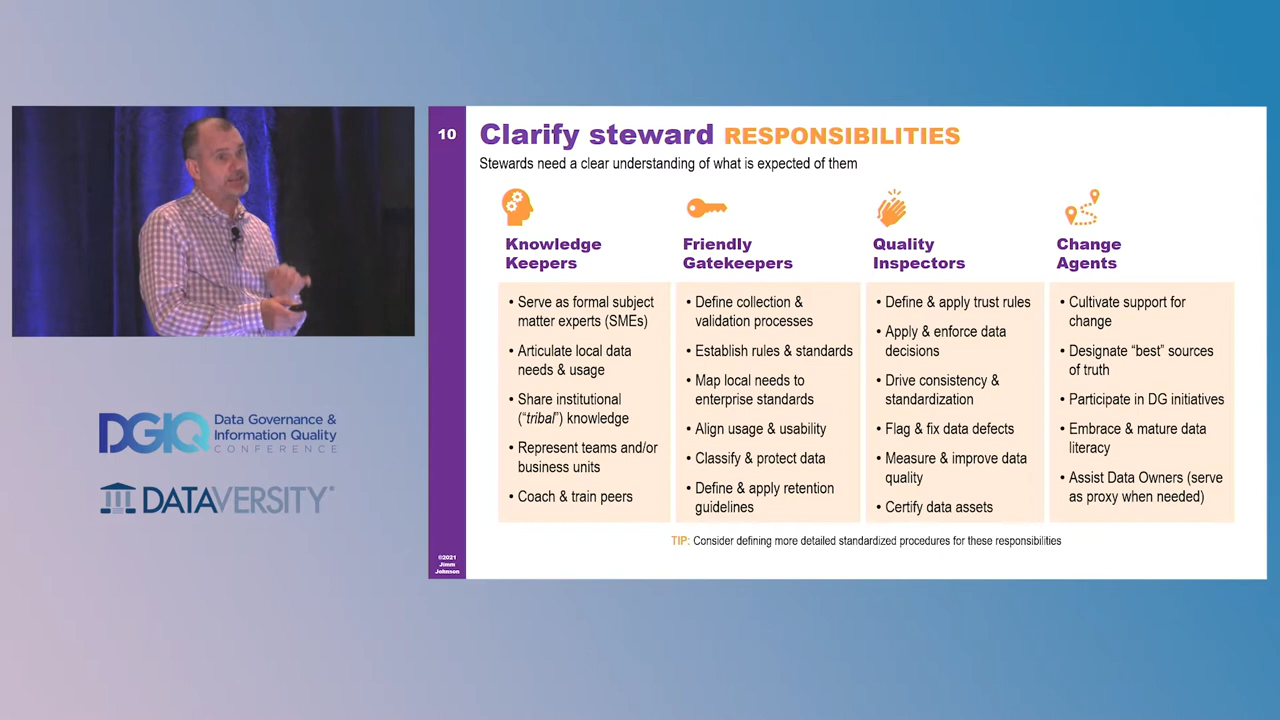 10
Clarify steward RESPONSIBILITIES
Stewards need a clear understanding of what is expected of them
Knowledge
Keepers
• Serve as formal subject
matter experts (SMEs)
• Articulate local data
needs & usage
• Share institutional
(“tribal”) knowledge
• Represent teams and/or
business units
• Coach & train peers
Friendly
Gatekeepers
• Define collection &
validation processes
• Establish rules & standards
• Map local needs to
enterprise standards
• Align usage & usability
• Classify & protect data
• Define & apply retention
guidelines
Quality
Inspectors
• Define & apply trust rules
• Apply & enforce data
decisions
• Drive consistency &
standardization
• Flag & fix data defects
• Measure & improve data
quality
• Certify data assets
Change
Agents
• Cultivate support for
change
• Designate “best” sources
of truth
• Participate in DG initiatives
• Embrace & mature data
literacy
• Assist Data Owners (serve
as proxy when needed)
TIP: Consider defining more detailed standardized procedures for these responsibilities
©2021
Jimm
Johnson
DGIQ
Data Governance &
Information Quality
CONFERENCE
DATAVERSITY